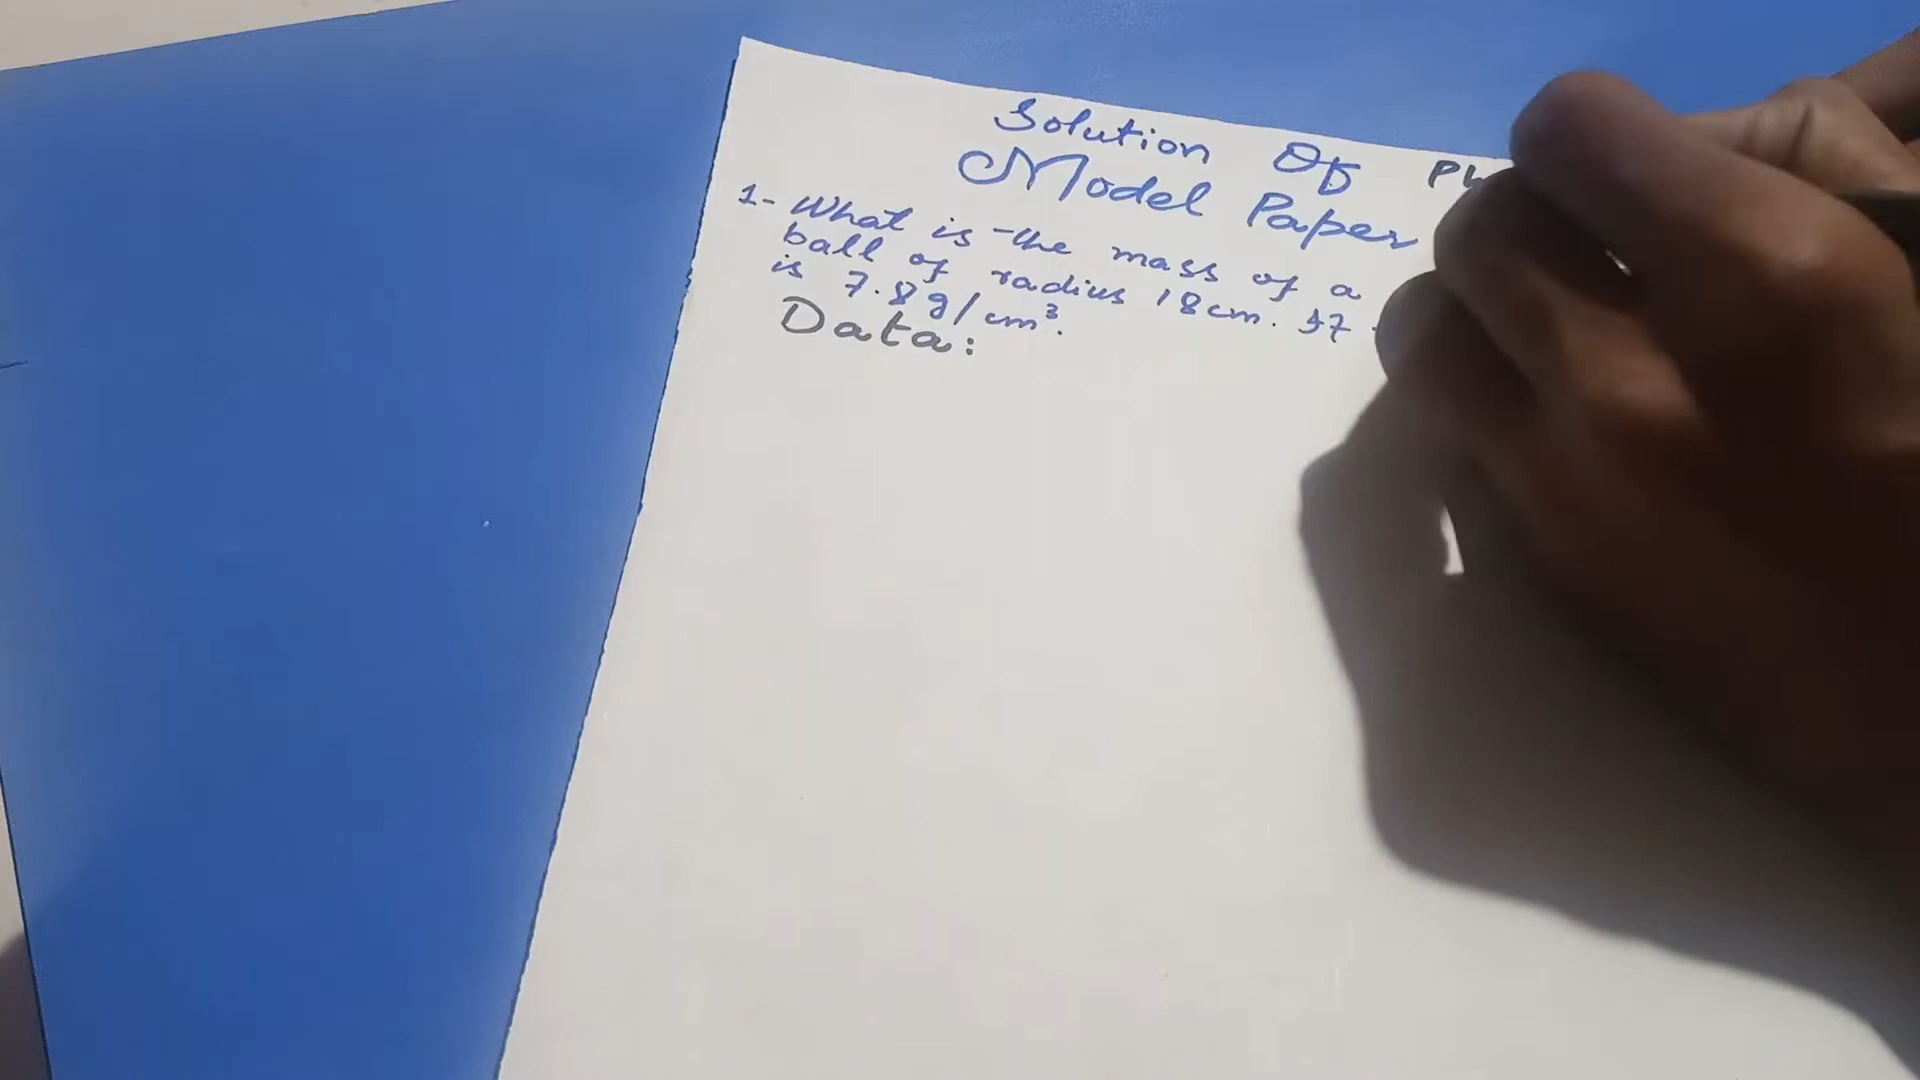 Solution Of
Model Paper
1- What is the mass of a
ball of radius 18cm. It
is 7.8g/cm³.
Data: